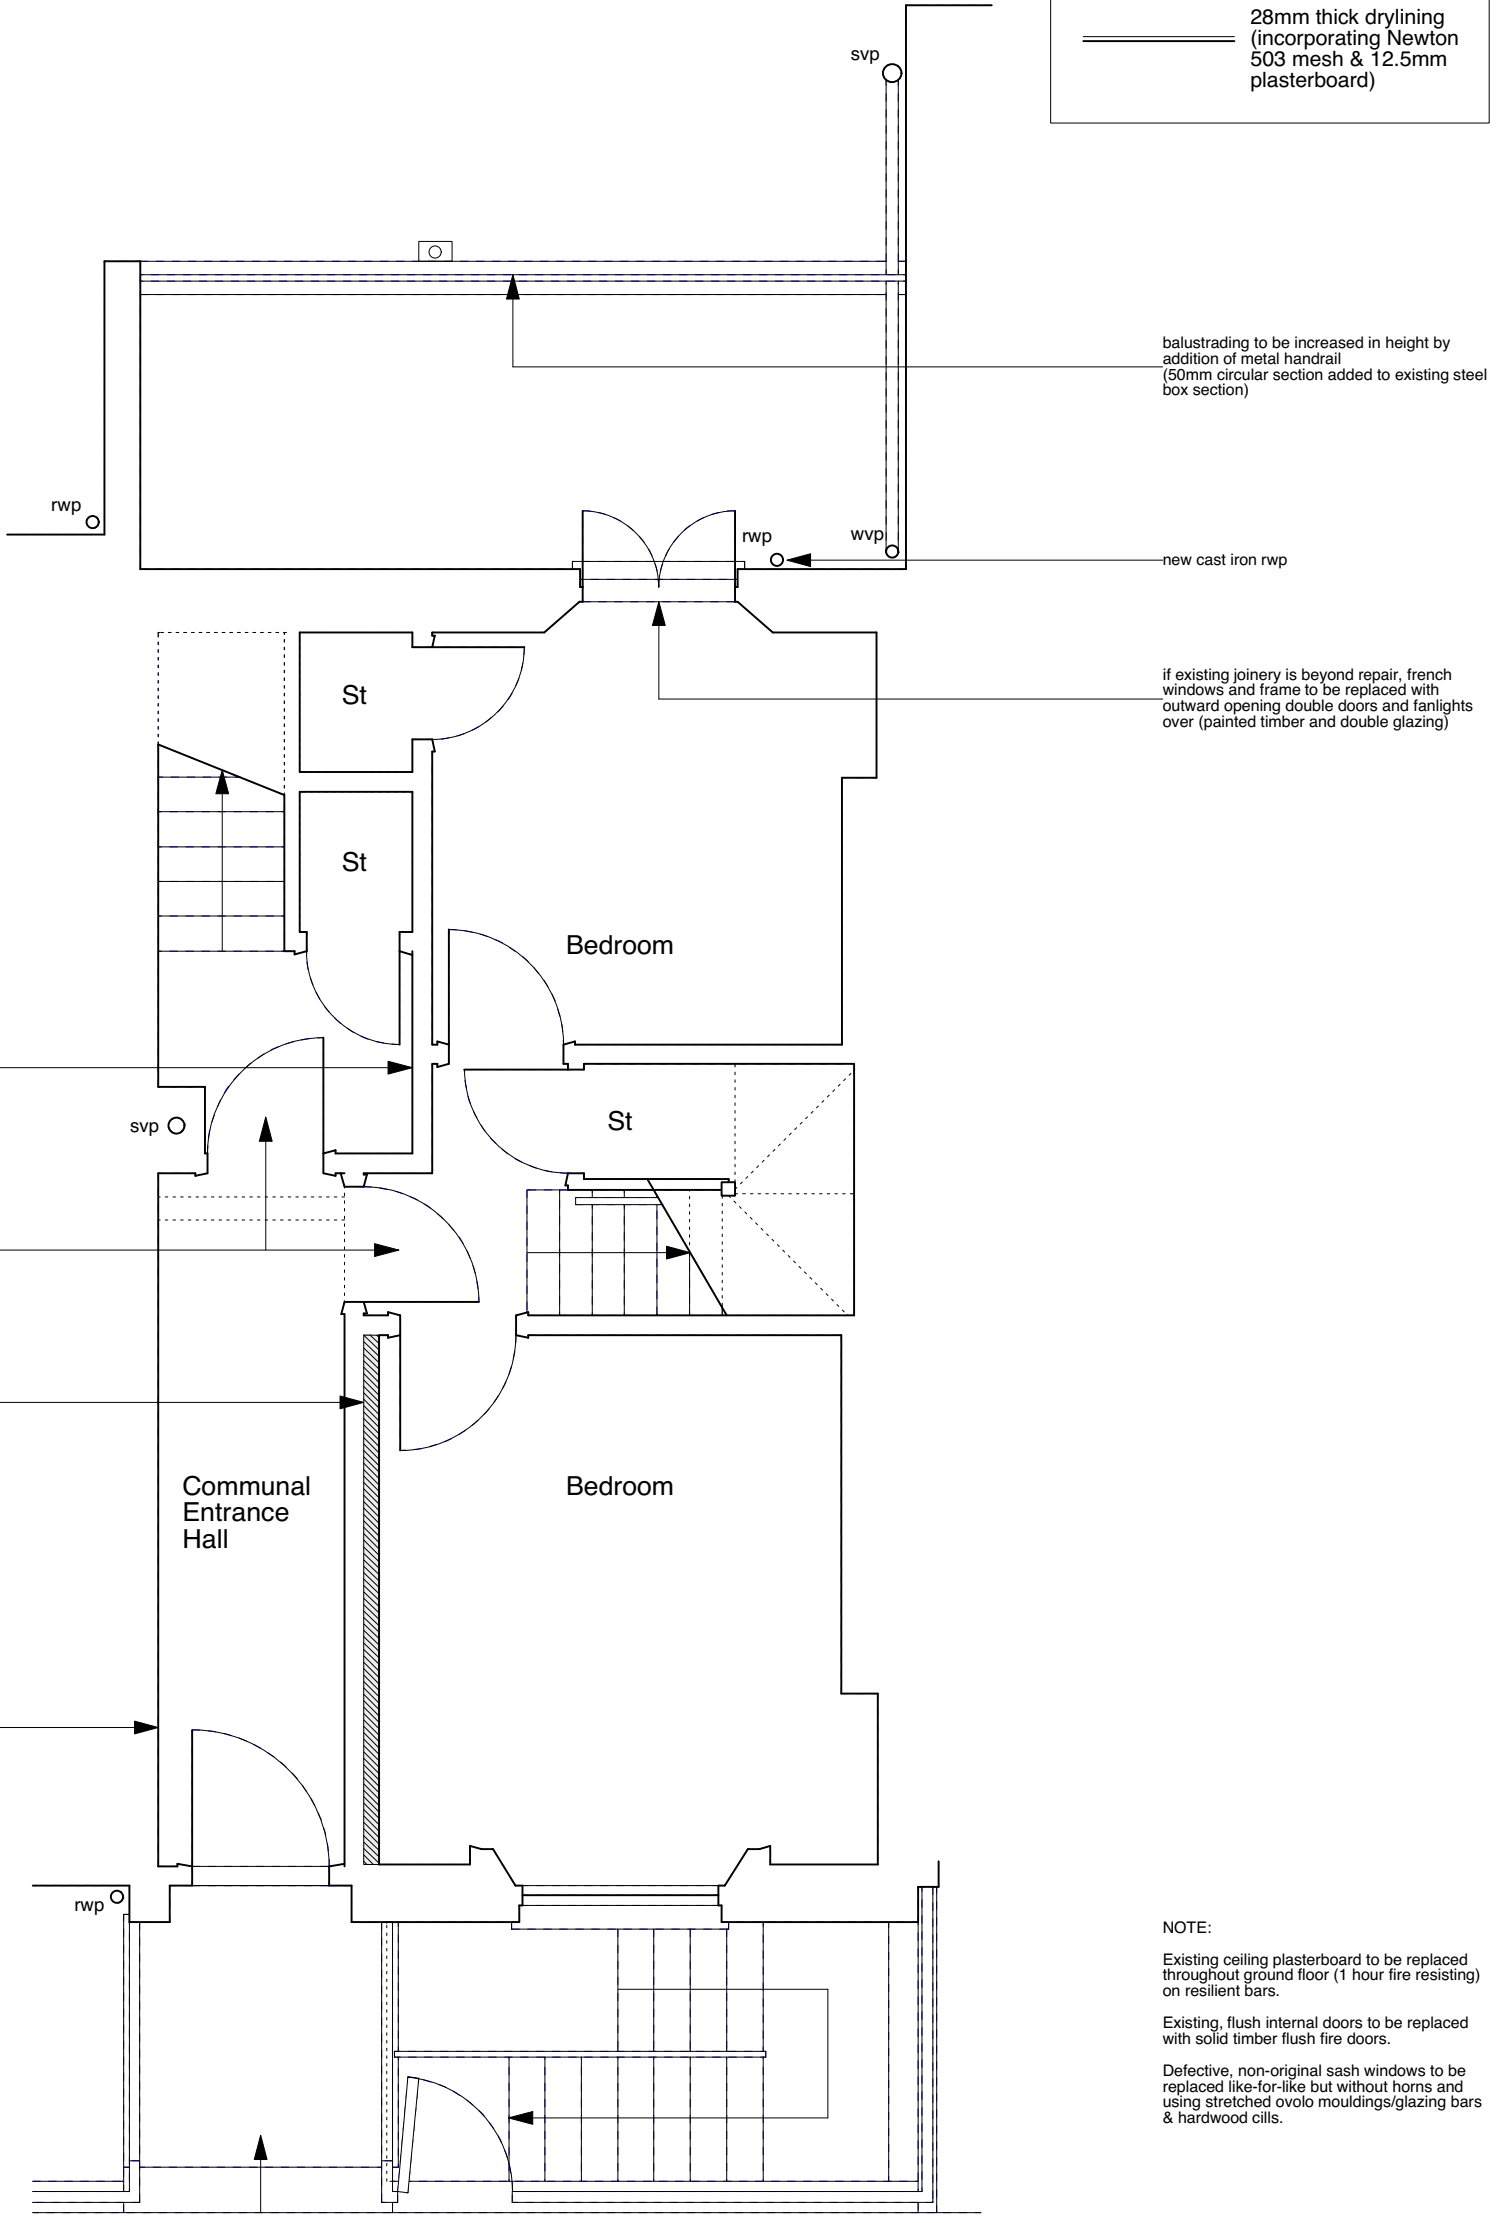 28mm thick drylining
(incorporating Newton
503 mesh & 12.5mm
plasterboard)
svp
balustrading to be increased in height by
addition of metal handrail
(50mm circular section added to existing steel
box section)
rwp
rwp
wvp
new cast iron rwp
St
if existing joinery is beyond repair, french
windows and frame to be replaced with
outward opening double doors and fanlights
over (painted timber and double glazing)
St
Bedroom
svp
St
Communal
Entrance
Hall
Bedroom
rwp
NOTE:
Existing ceiling plasterboard to be replaced
throughout ground floor (1 hour fire resisting)
on resilient bars.
Existing, flush internal doors to be replaced
with solid timber flush fire doors.
Defective, non-original sash windows to be
replaced like-for-like but without horns and
using stretched ovolo mouldings/glazing bars
& hardwood cills.